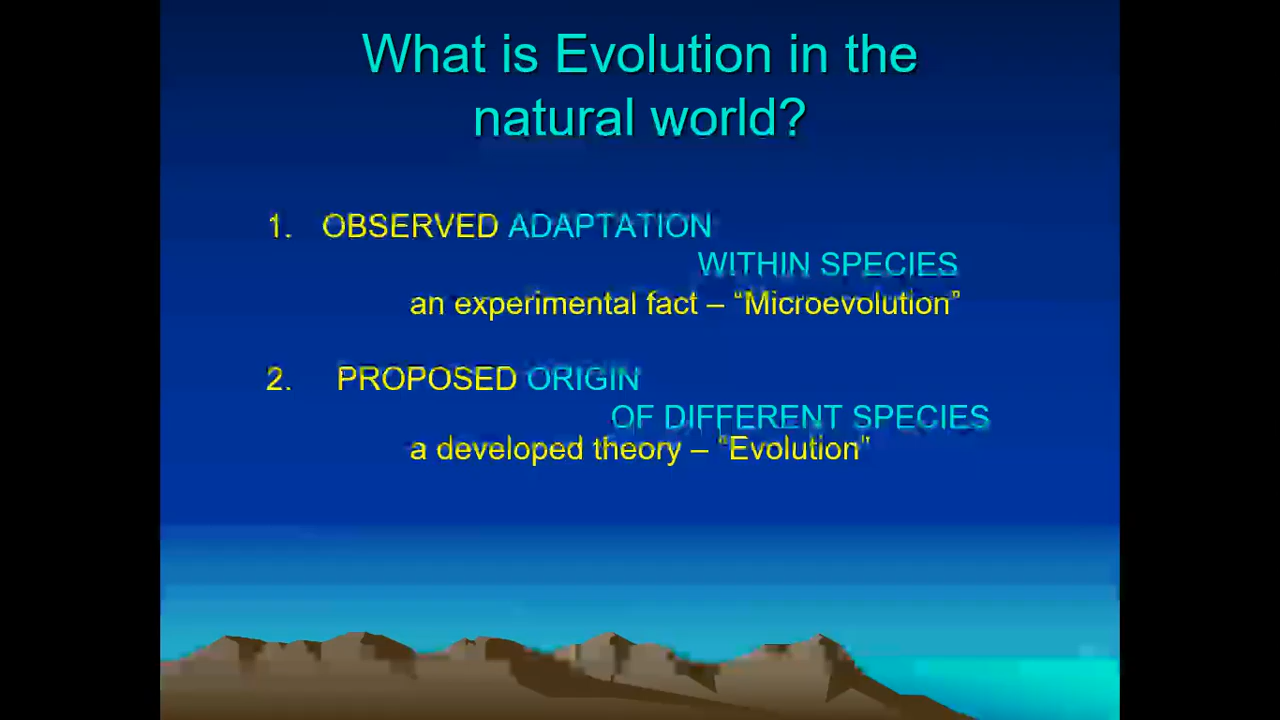 What is Evolution in the
natural world?
1. OBSERVED ADAPTATION
WITHIN SPECIES
an experimental fact – “Microevolution”
2. PROPOSED ORIGIN
OF DIFFERENT SPECIES
a developed theory – “Evolution"